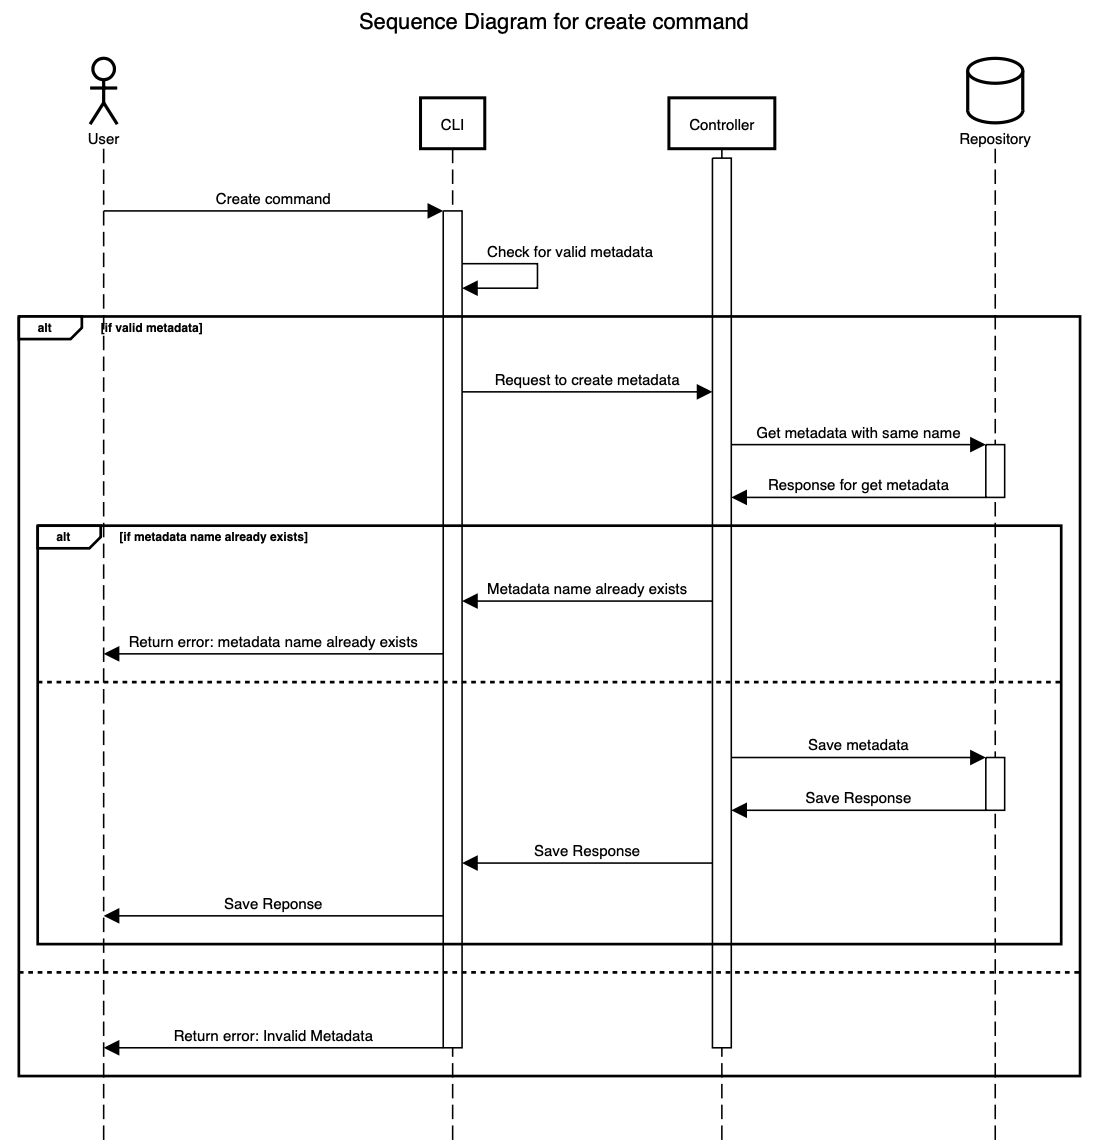 Sequence Diagram for create command
User
CLI
Controller
Repository
Create command
Check for valid metadata
alt
[if valid metadata]
Request to create metadata
Get metadata with same name
Response for get metadata
alt
[if metadata name already exists]
Metadata name already exists
Return error: metadata name already exists
Save metadata
Save Response
Save Response
Save Reponse
Return error: Invalid Metadata